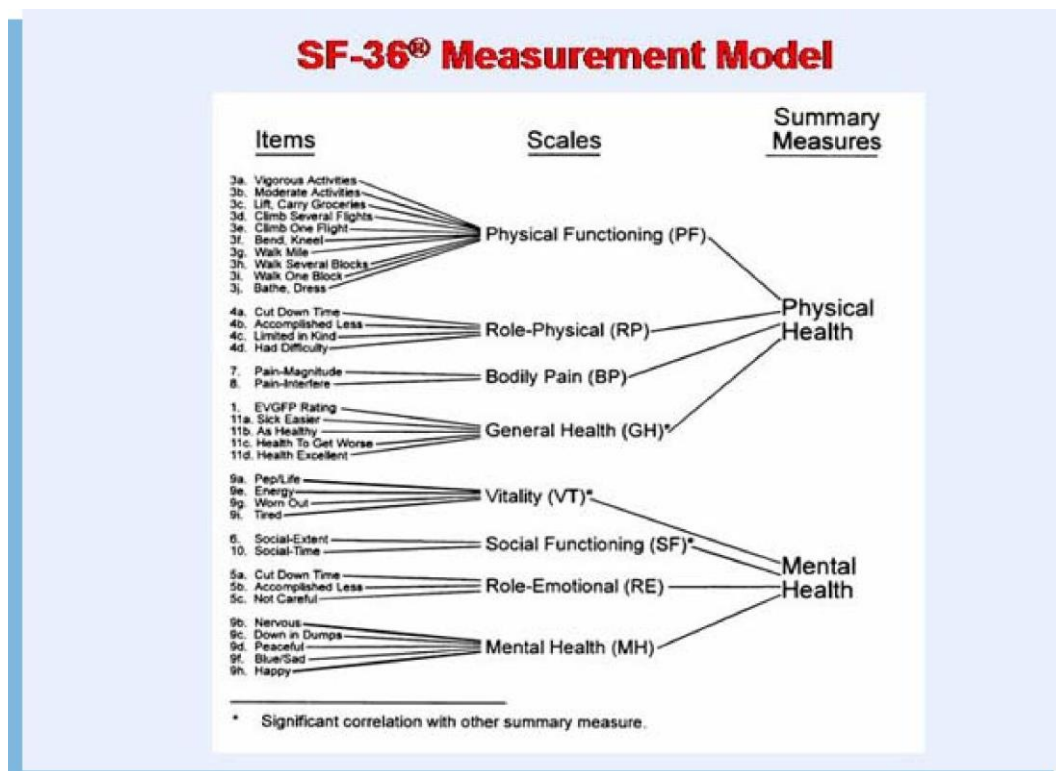 SF-36® Measurement Model
Items
Scales
Summary
Measures
3a. Vigorous Activities
3b. Moderate Activities
3c. Lift, Carry Groceries
3d. Climb Several Flights
3e. Climb One Flight
3f. Bend, Kneel
3g. Walk Mile
3h. Walk Several Blocks
3i. Walk One Block
3j. Bathe, Dress
Physical Functioning (PF)
4a. Cut Down Time
4b. Accomplished Less
4c. Limited in Kind
4d. Had Difficulty
Role-Physical (RP)
7. Pain-Magnitude
8. Pain-Interfere
Bodily Pain (BP)
1. EVGFP Rating
11a. Sick Easier
11b. As Healthy
11c. Health To Get Worse
11d. Health Excellent
General Health (GH)*
Physical
Health
9a. Pep/Life
9e. Energy
9g. Worn Out
9i. Tired
Vitality (VT)*
6. Social-Extent
10. Social-Time
Social Functioning (SF)*
5a. Cut Down Time
5b. Accomplished Less
5c. Not Careful
Role-Emotional (RE)
9b. Nervous
9c. Down in Dumps
9d. Peaceful
9f. Blue/Sad
9h. Happy
Mental Health (MH)
Mental
Health
* Significant correlation with other summary measure.